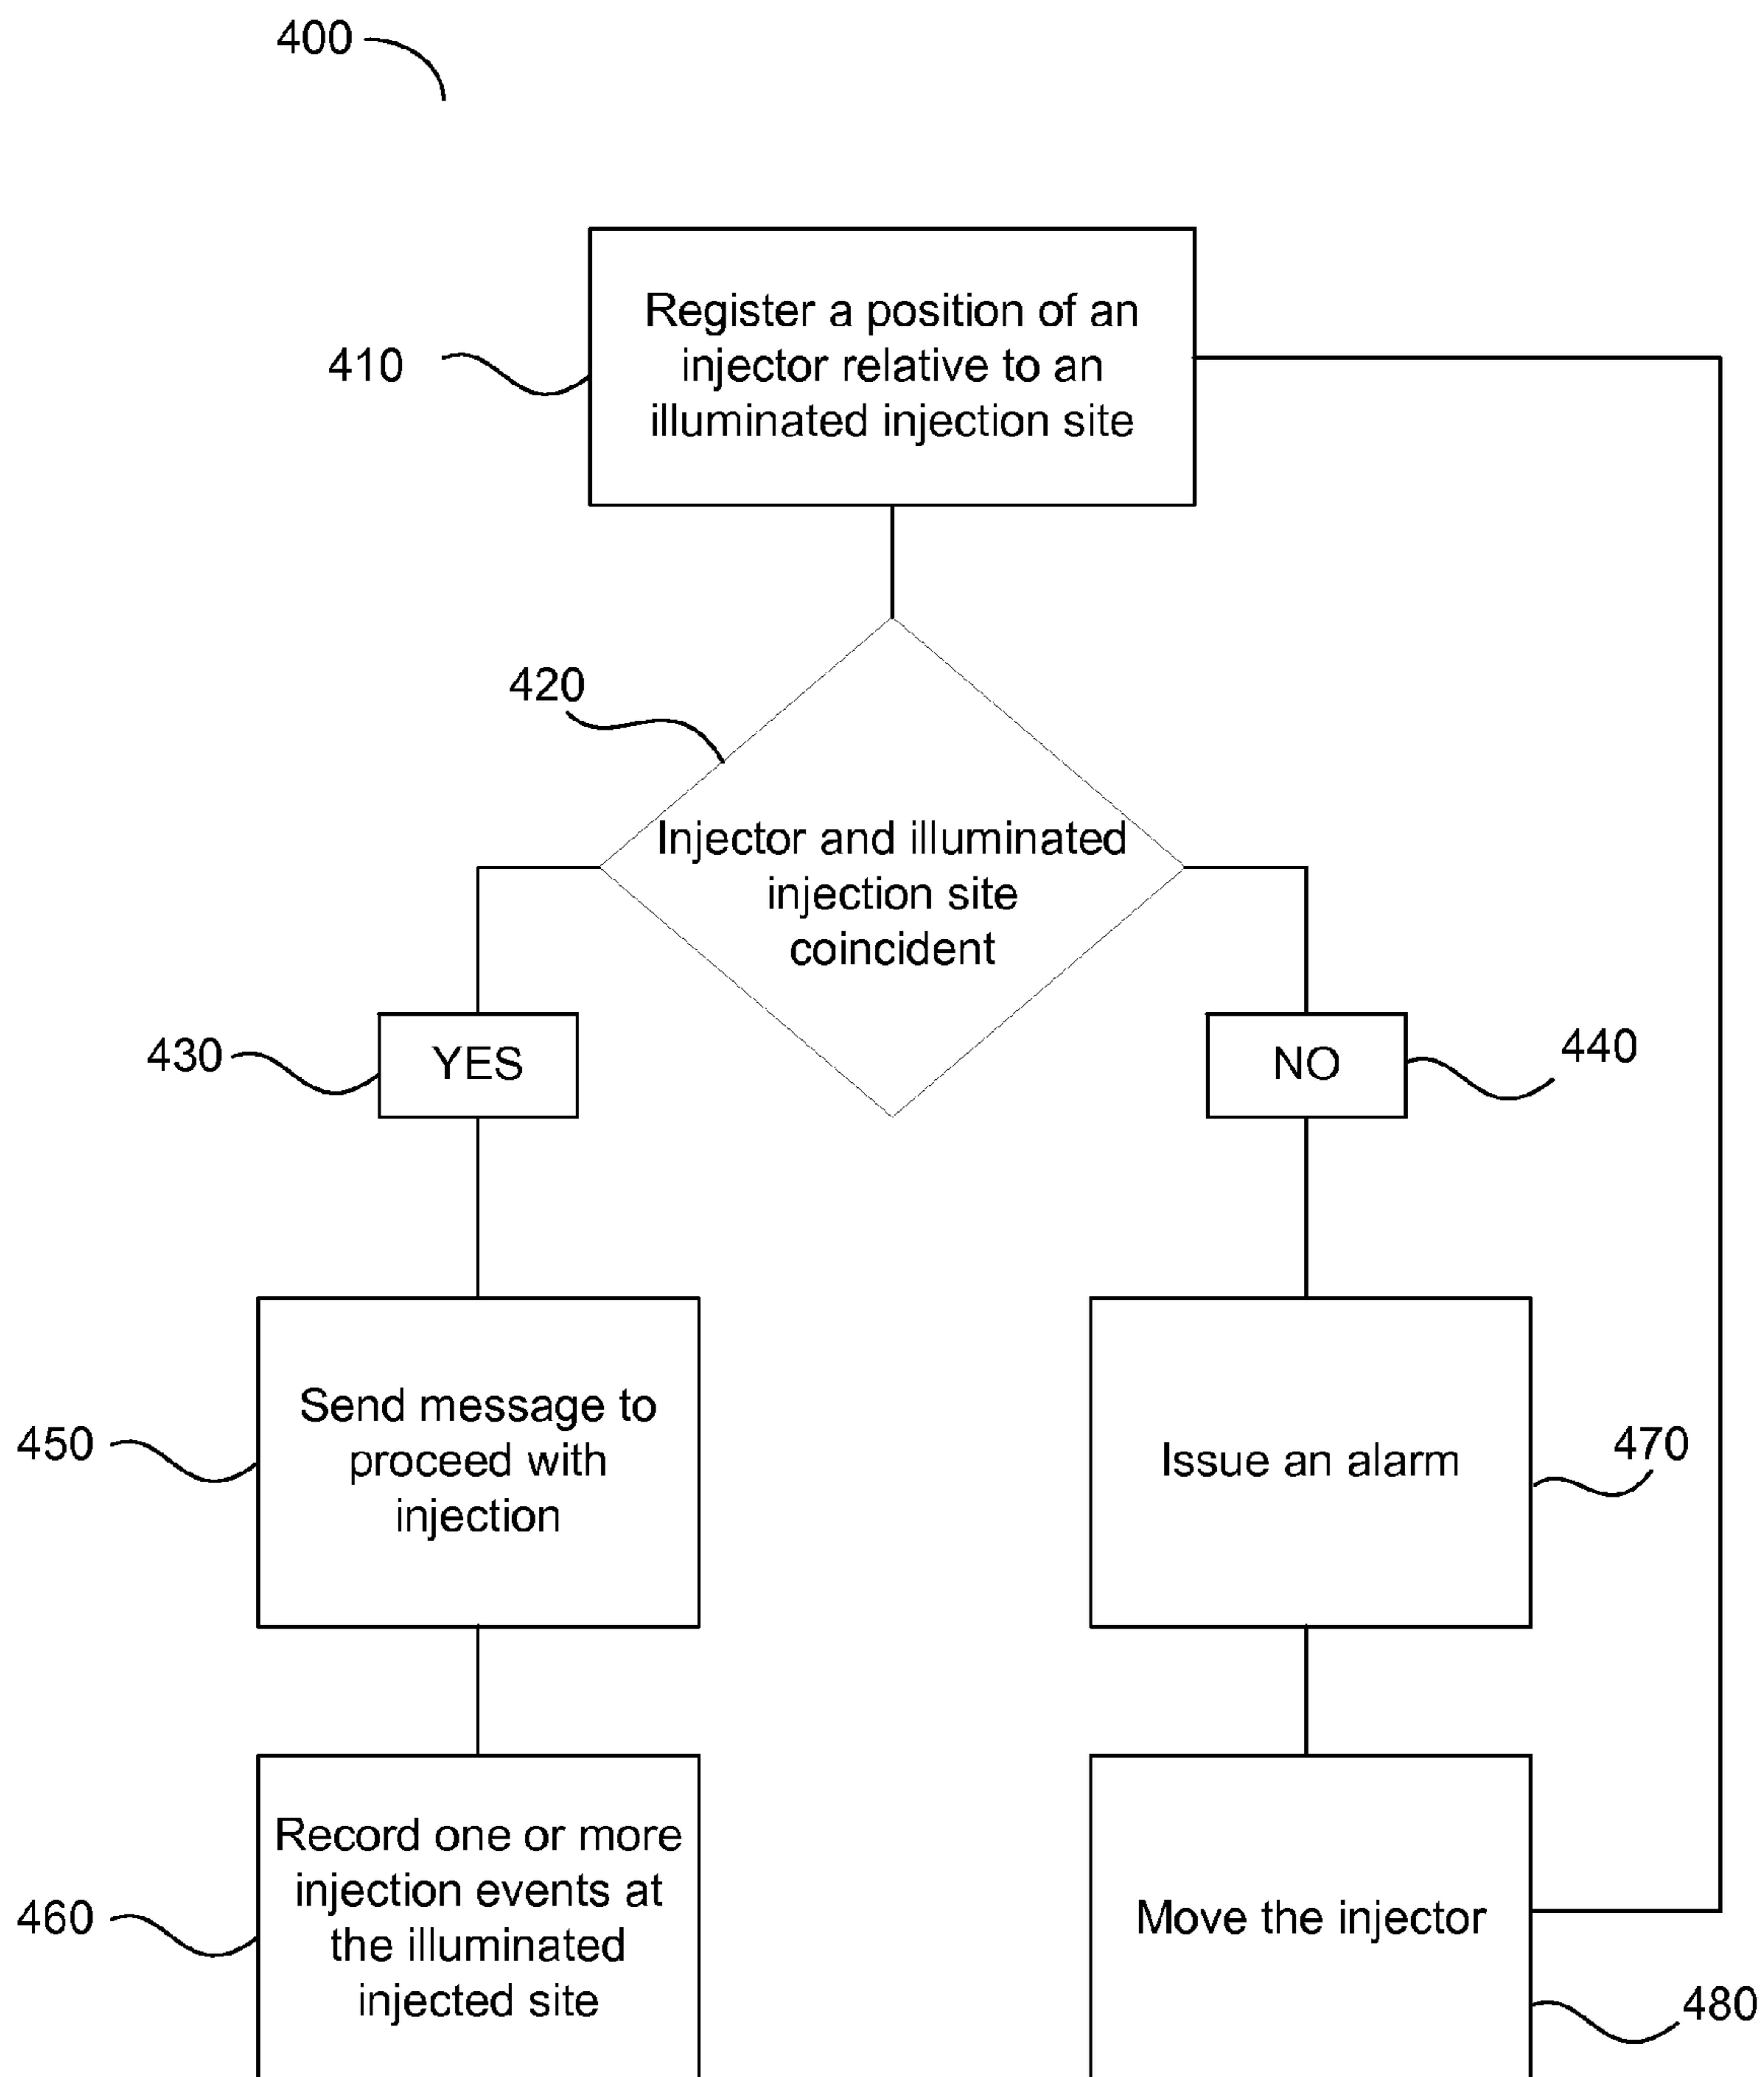 400
410
Register a position of an
injector relative to an
illuminated injection site
420
Injector and illuminated
injection site
coincident
430
YES
NO
440
450
Send message to
proceed with
injection
Issue an alarm
470
460
Record one or more
injection events at
the illuminated
injected site
Move the injector
480